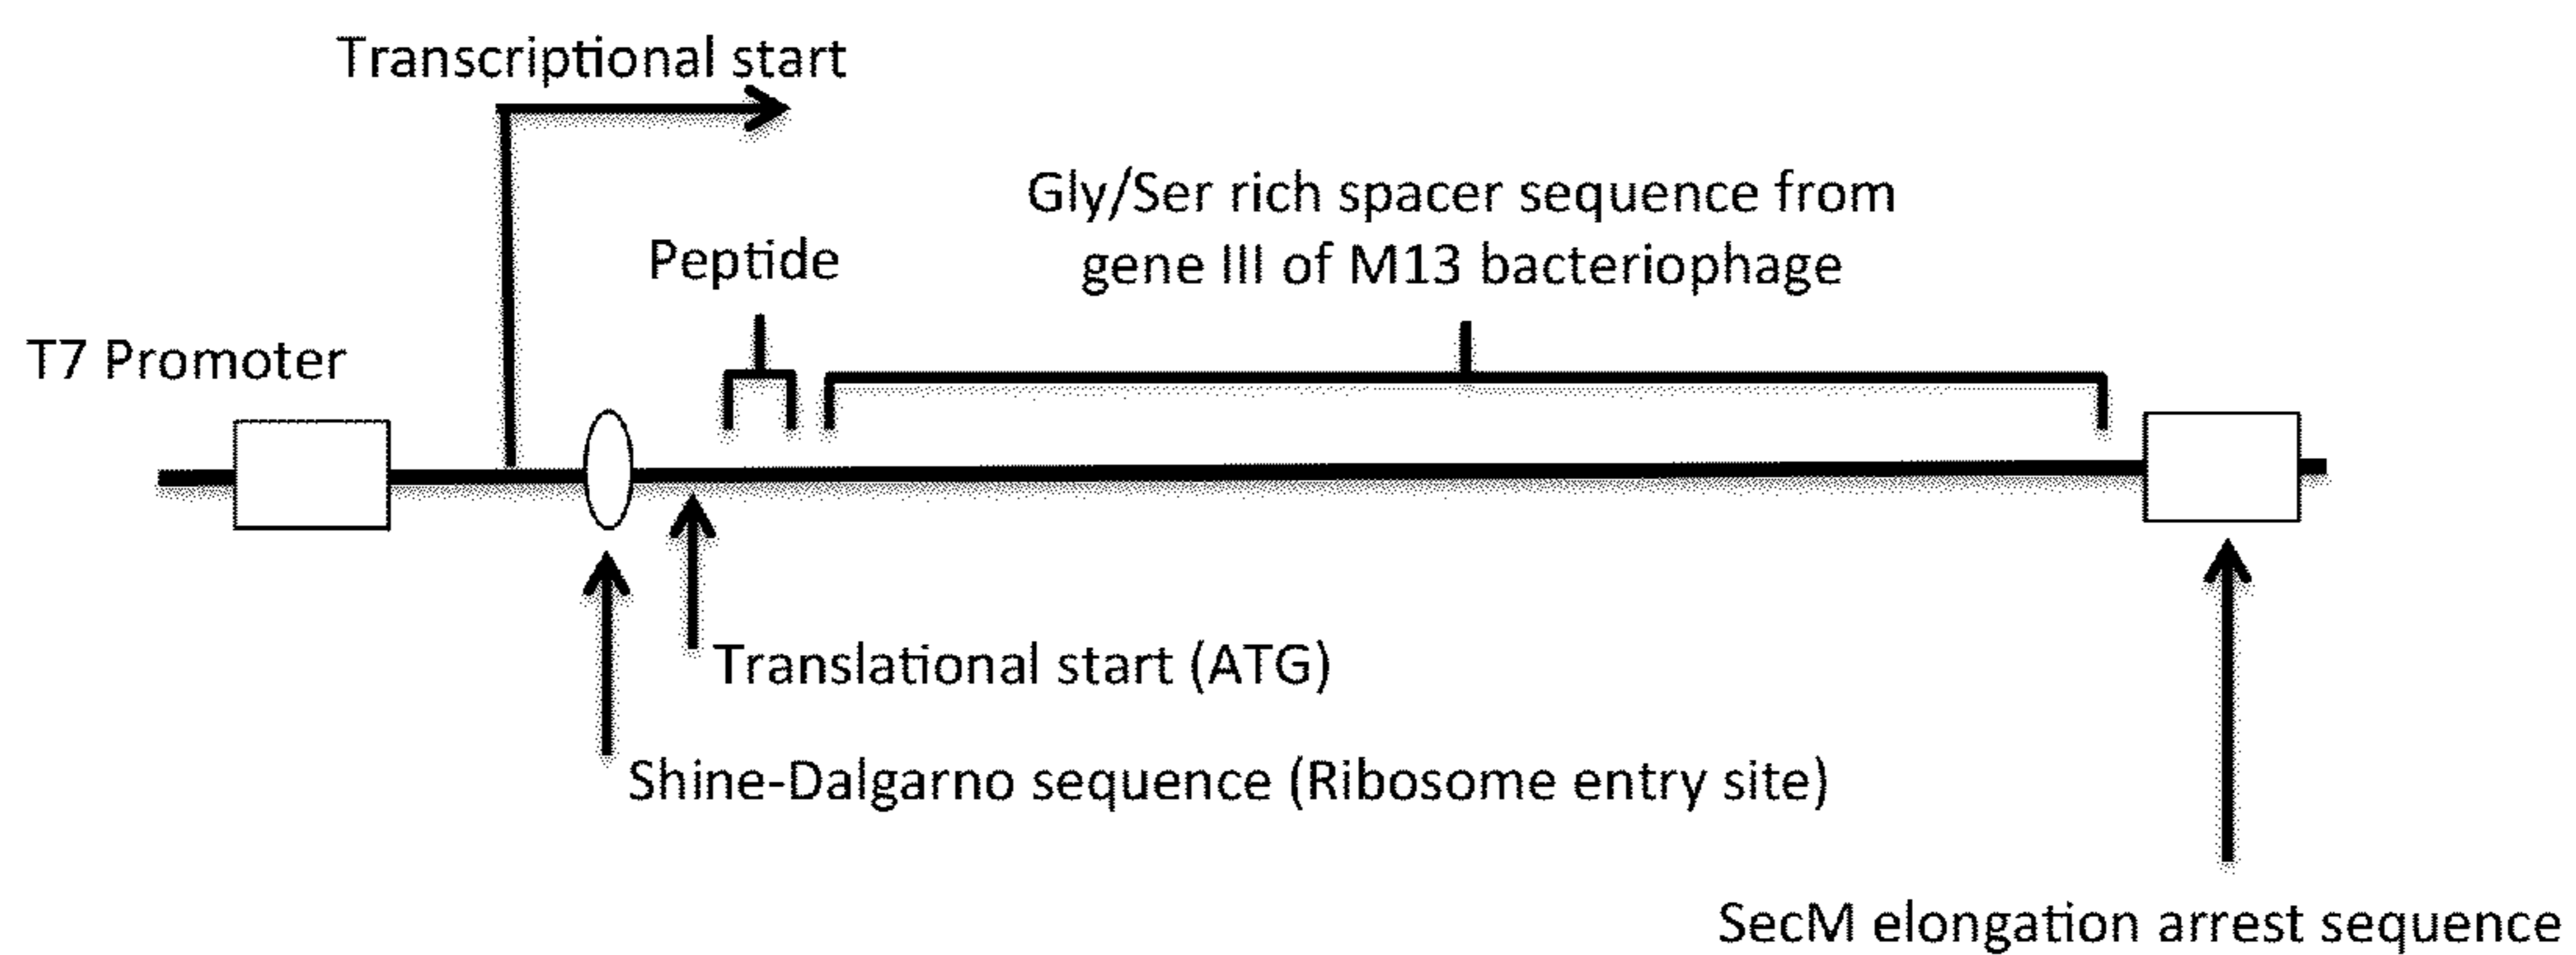 Transcriptional start
Gly/Ser rich spacer sequence from
gene III of M13 bacteriophage
Peptide
T7 Promoter
Translational start (ATG)
Shine-Dalgarno sequence (Ribosome entry site)
SecM elongation arrest sequence